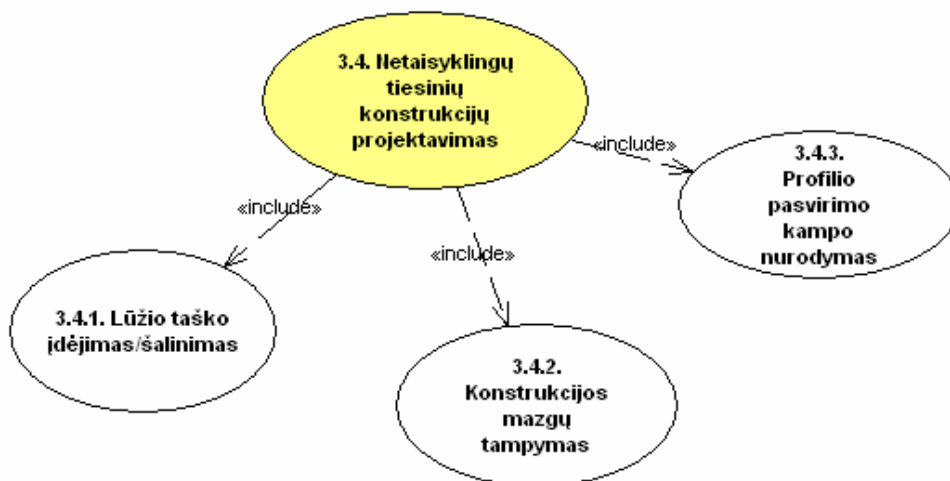 3.4. Netaisyklingų
tiesinių
konstrukcijų
projektavimas
«include»
3.4.3.
Profilio
pasvirimo
kampo
nurodymas
«include»
«include»
3.4.1. Lūžio taško
įdėjimas/šalinimas
3.4.2.
Konstrukcijos
mazgų
tampymas